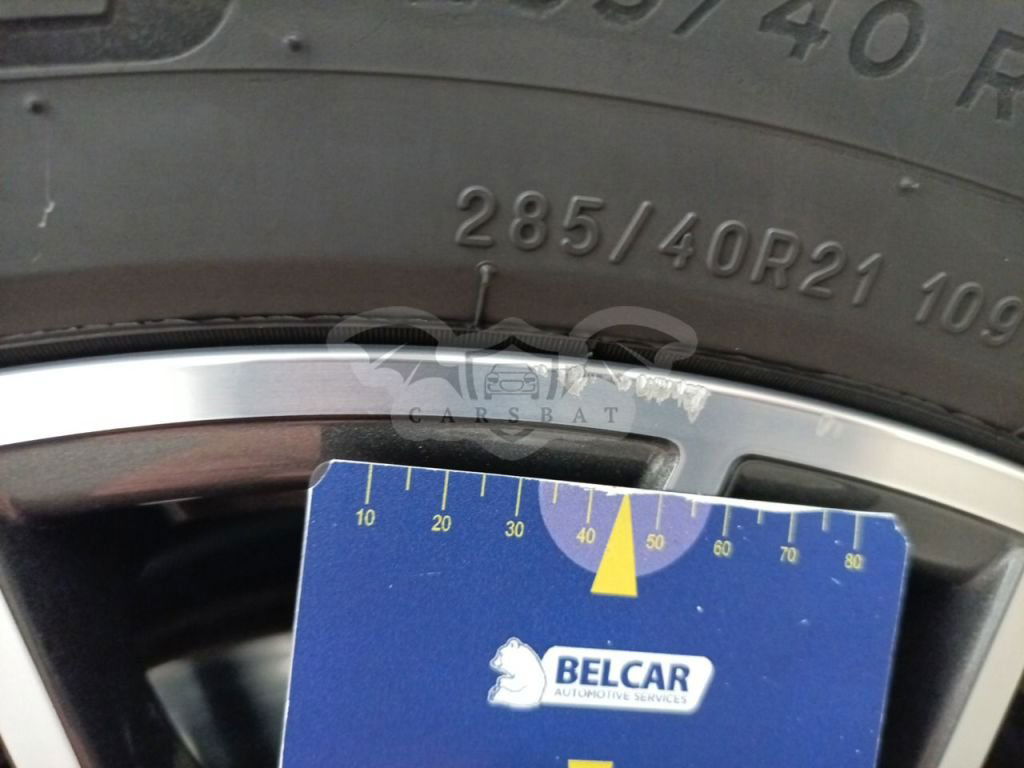 /40 R
285/40R21 109
CARSBAT
10 20 30 40 50 60 70 80
BELCAR
AUTOMOTIVE SERVICES